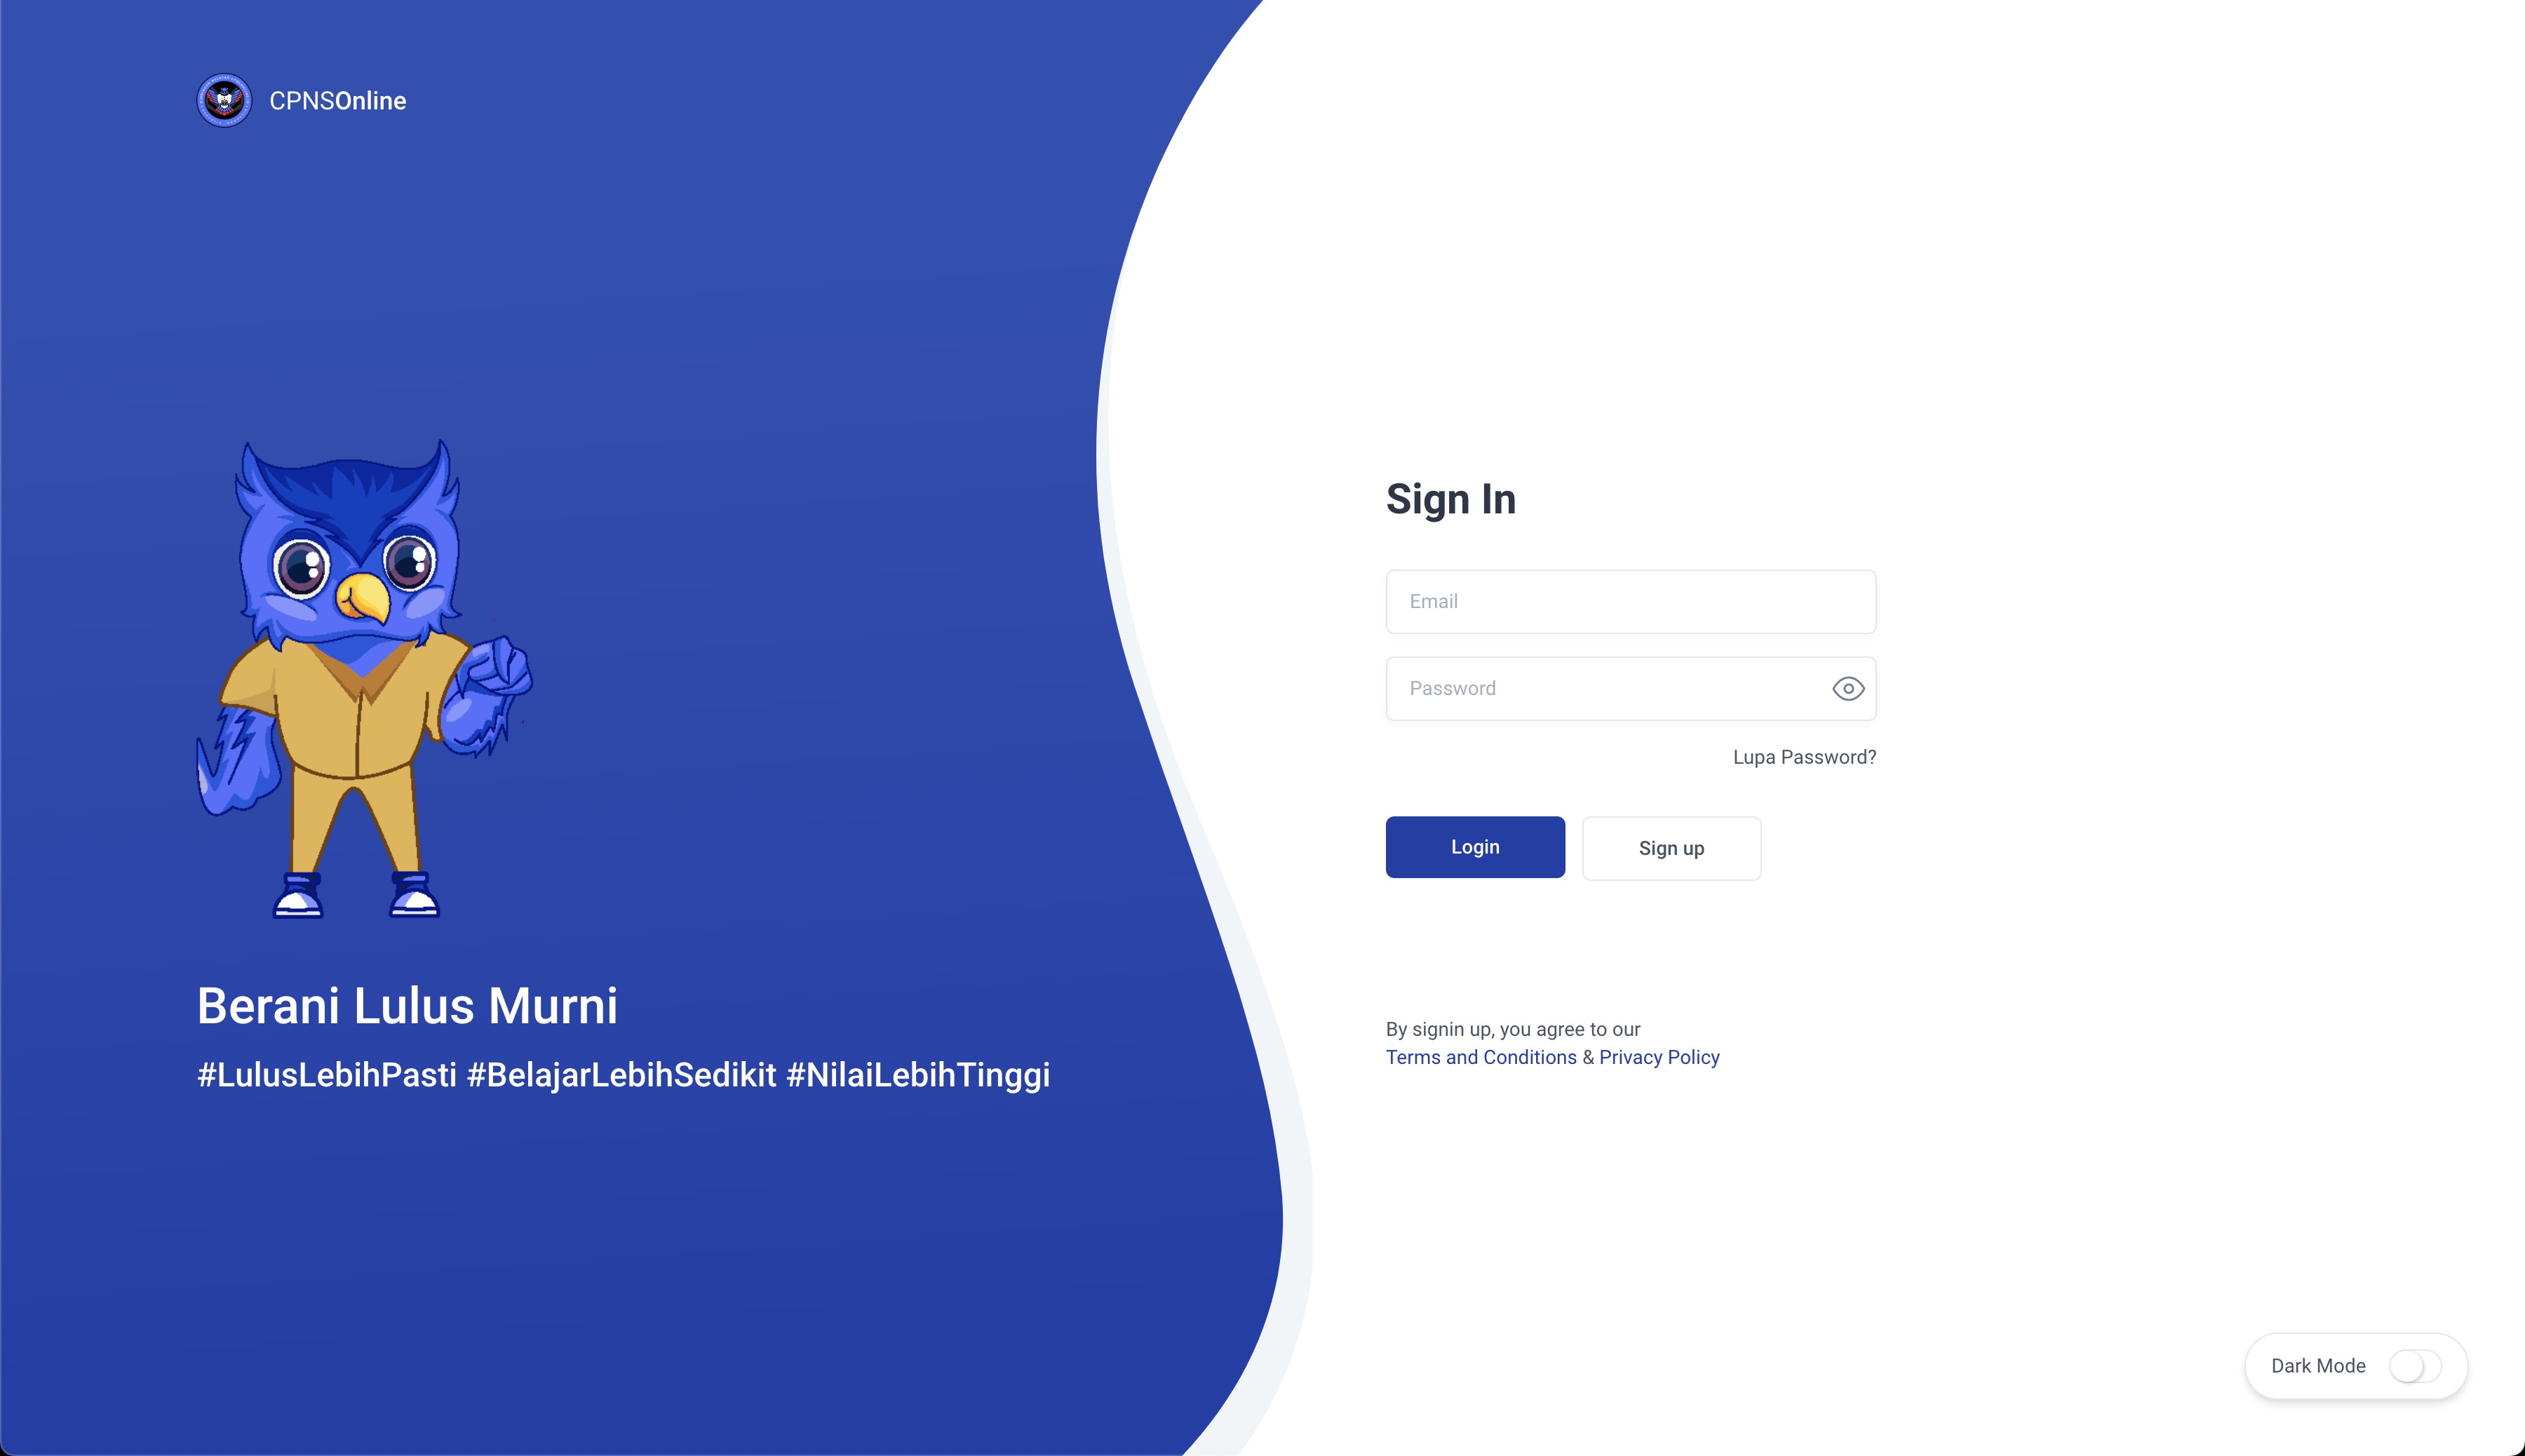 CPNSOnline
Berani Lulus Murni
#LulusLebihPasti #BelajarLebihSedikit #NilaiLebihTinggi
Sign In
Email
Password
Lupa Password?
Login
Sign up
By signin up, you agree to our
Terms and Conditions & Privacy Policy
Dark Mode